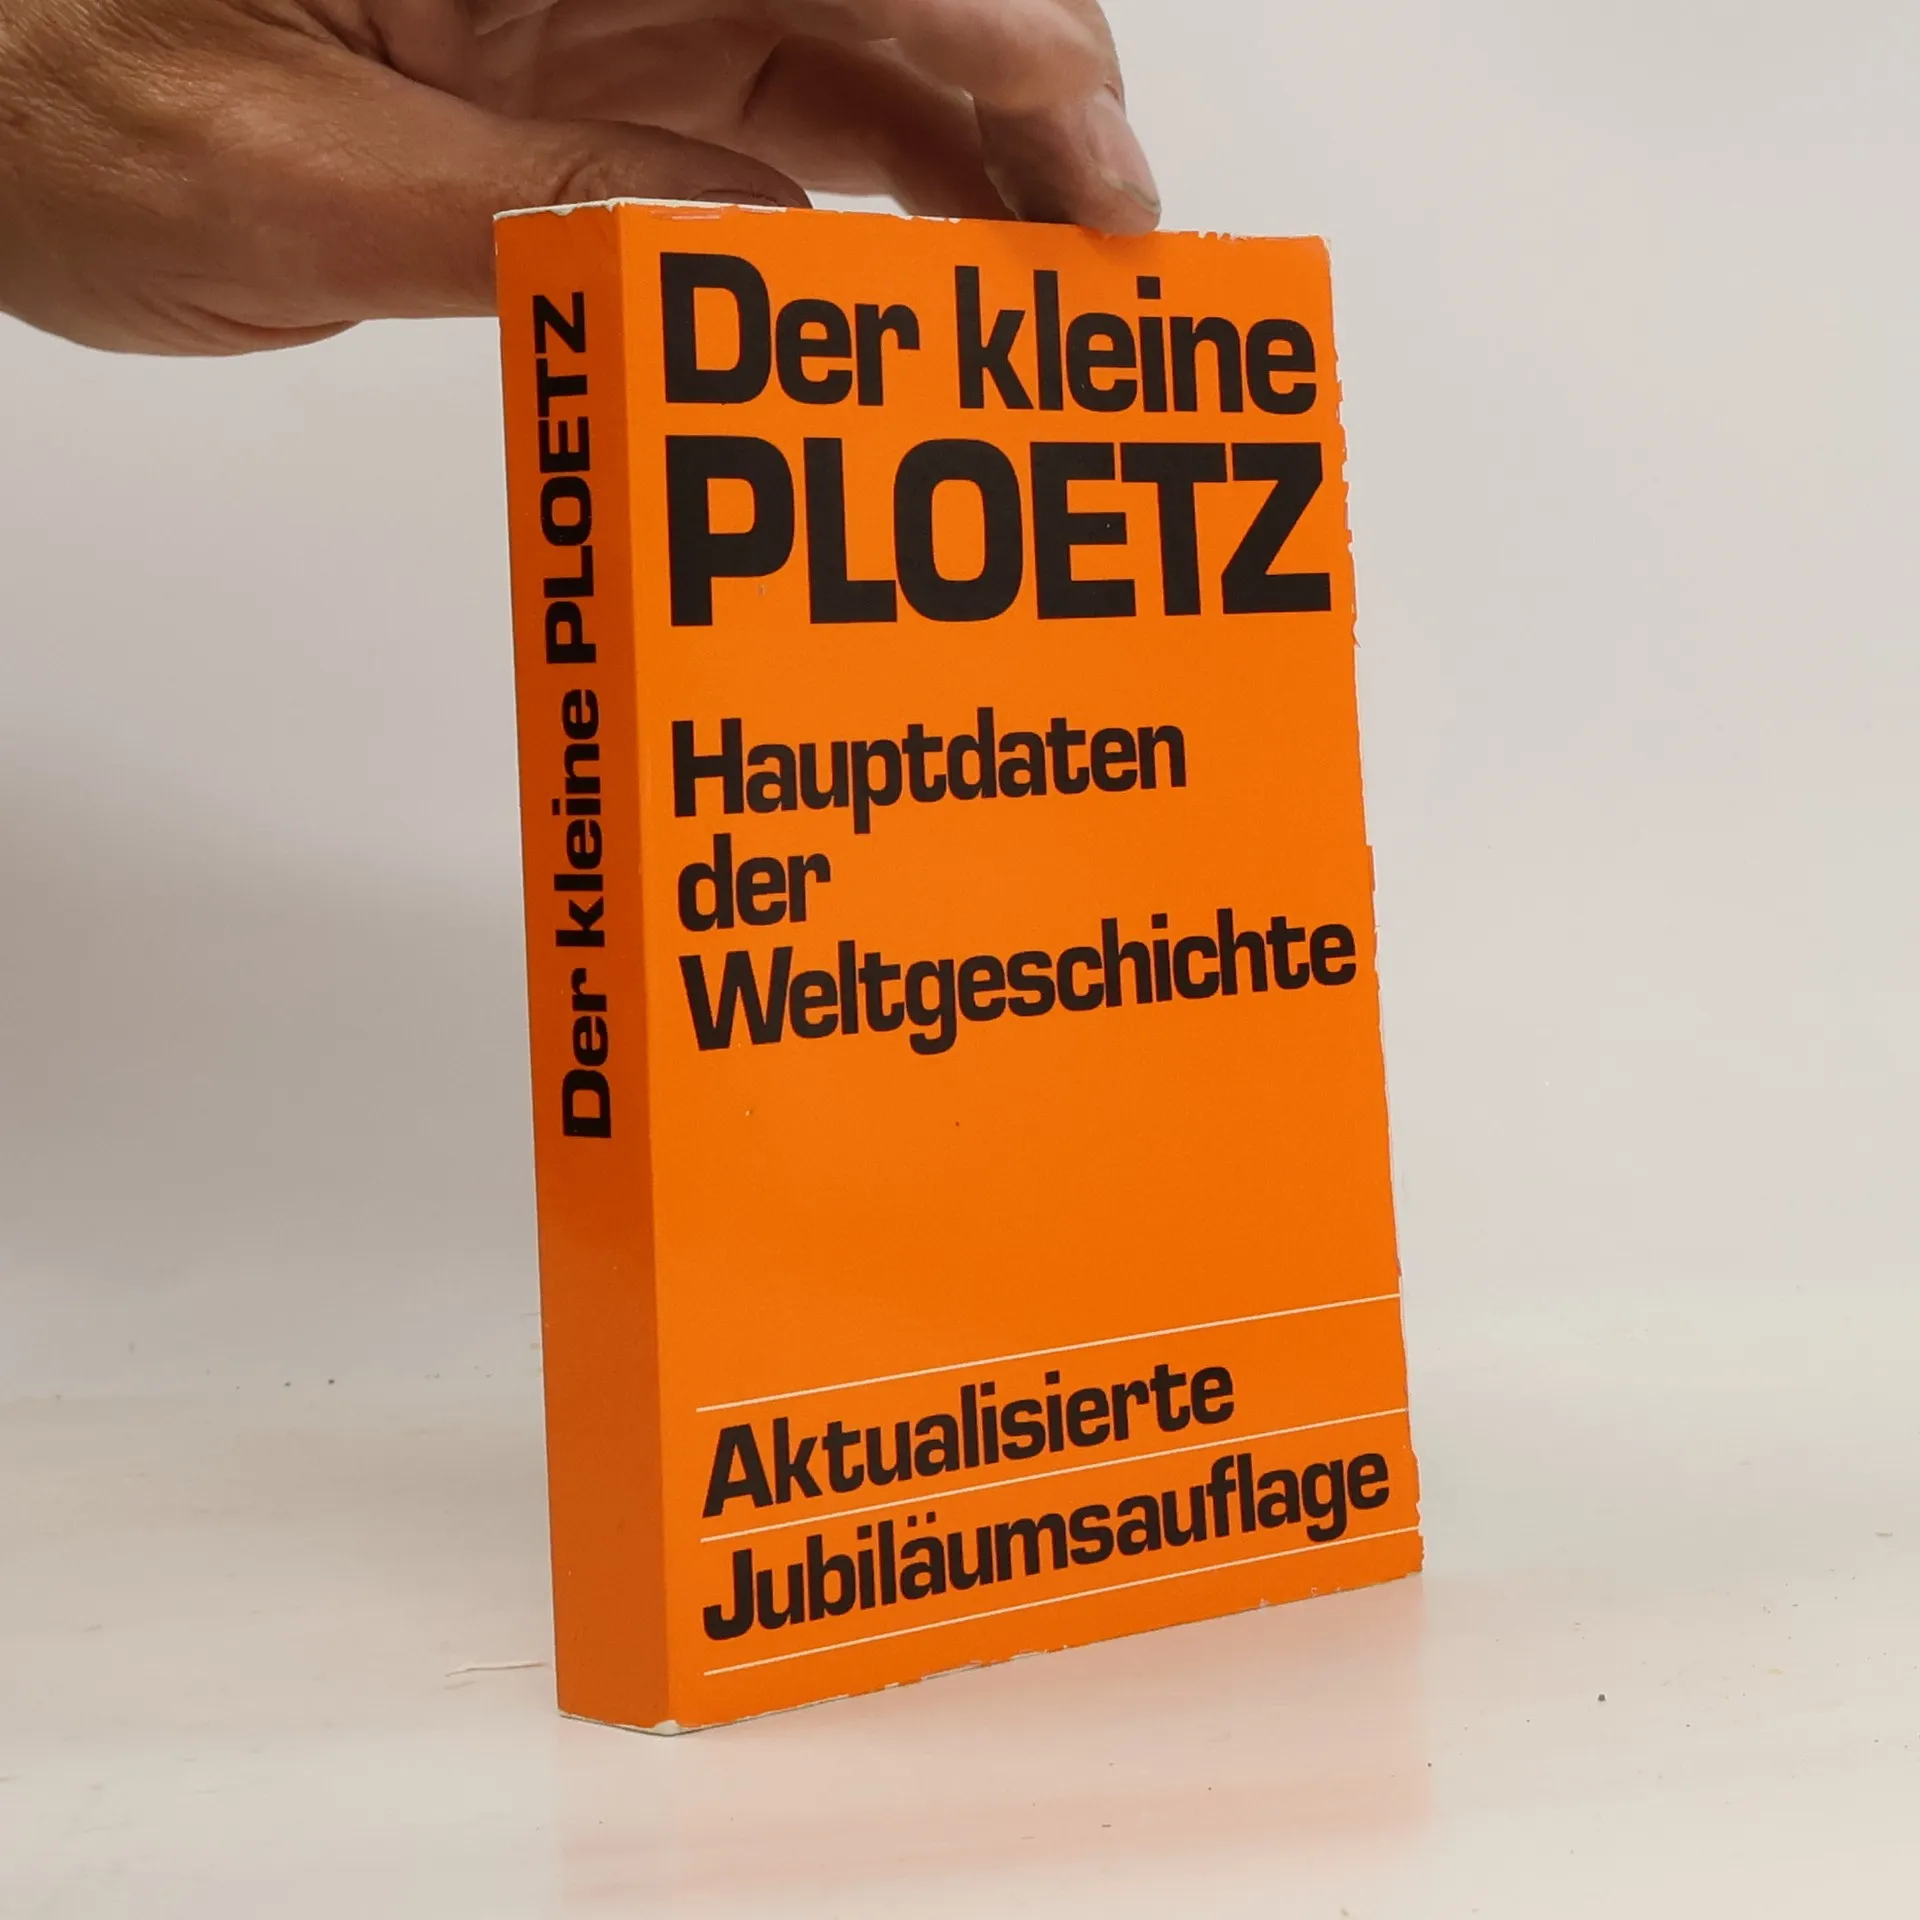 Der kleine PLOETZ
Der kleine
PLOETZ
Hauptdaten
der
Weltgeschichte
Aktualisierte
Jubiläumsauflage